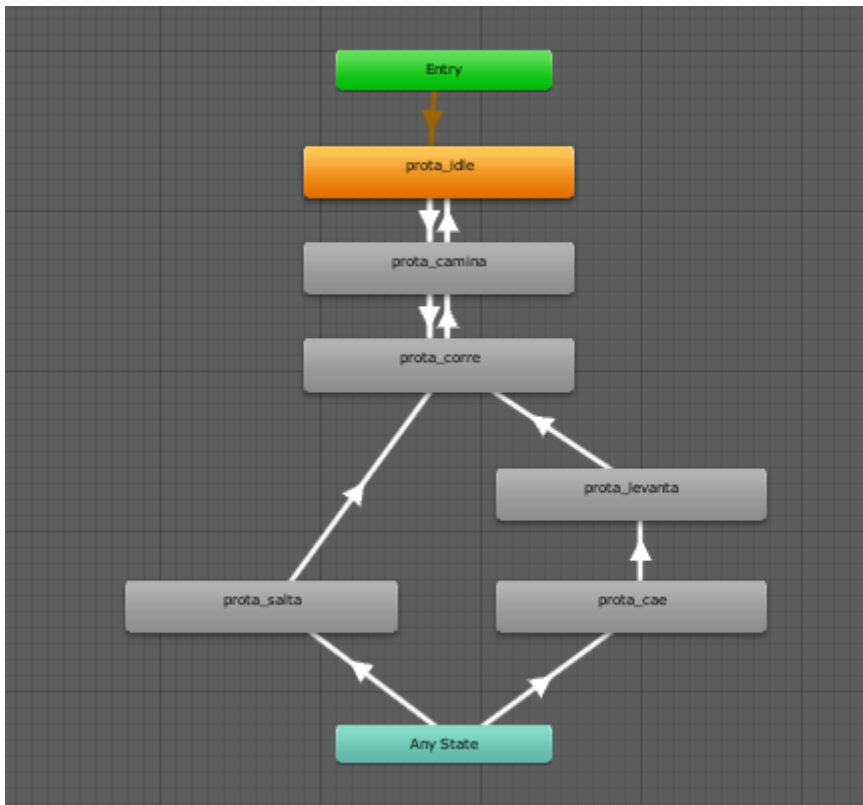 Entry
prota_idle
prota_camina
prota_corre
prota_levanta
prota_salta
prota_cae
Any State